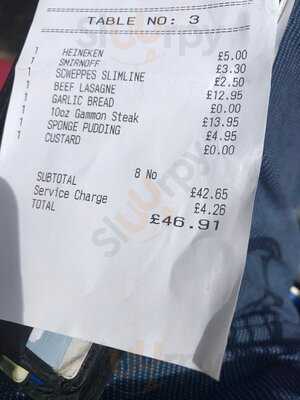 TABLE NO: 3
1 HEINEKEN £5.00
1 SMIRNOFF £3.30
1 SCWEPPES SLIMLINE £2.50
1 BEEF LASAGNE £12.95
1 GARLIC BREAD £0.00
1 10oz Gammon Steak £13.95
1 SPONGE PUDDING £4.95
1 CUSTARD £0.00
8 No
SUBTOTAL £42.65
Service Charge £4.26
TOTAL £46.91
Sluurpy